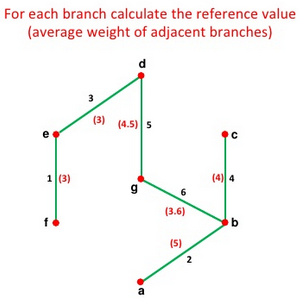 For each branch calculate the reference value
(average weight of adjacent branches)
d
3
(3)
(4.5) 5
e
c
1 (3)
(4) 4
g
6
(3.6)
f
b
(5)
2
a